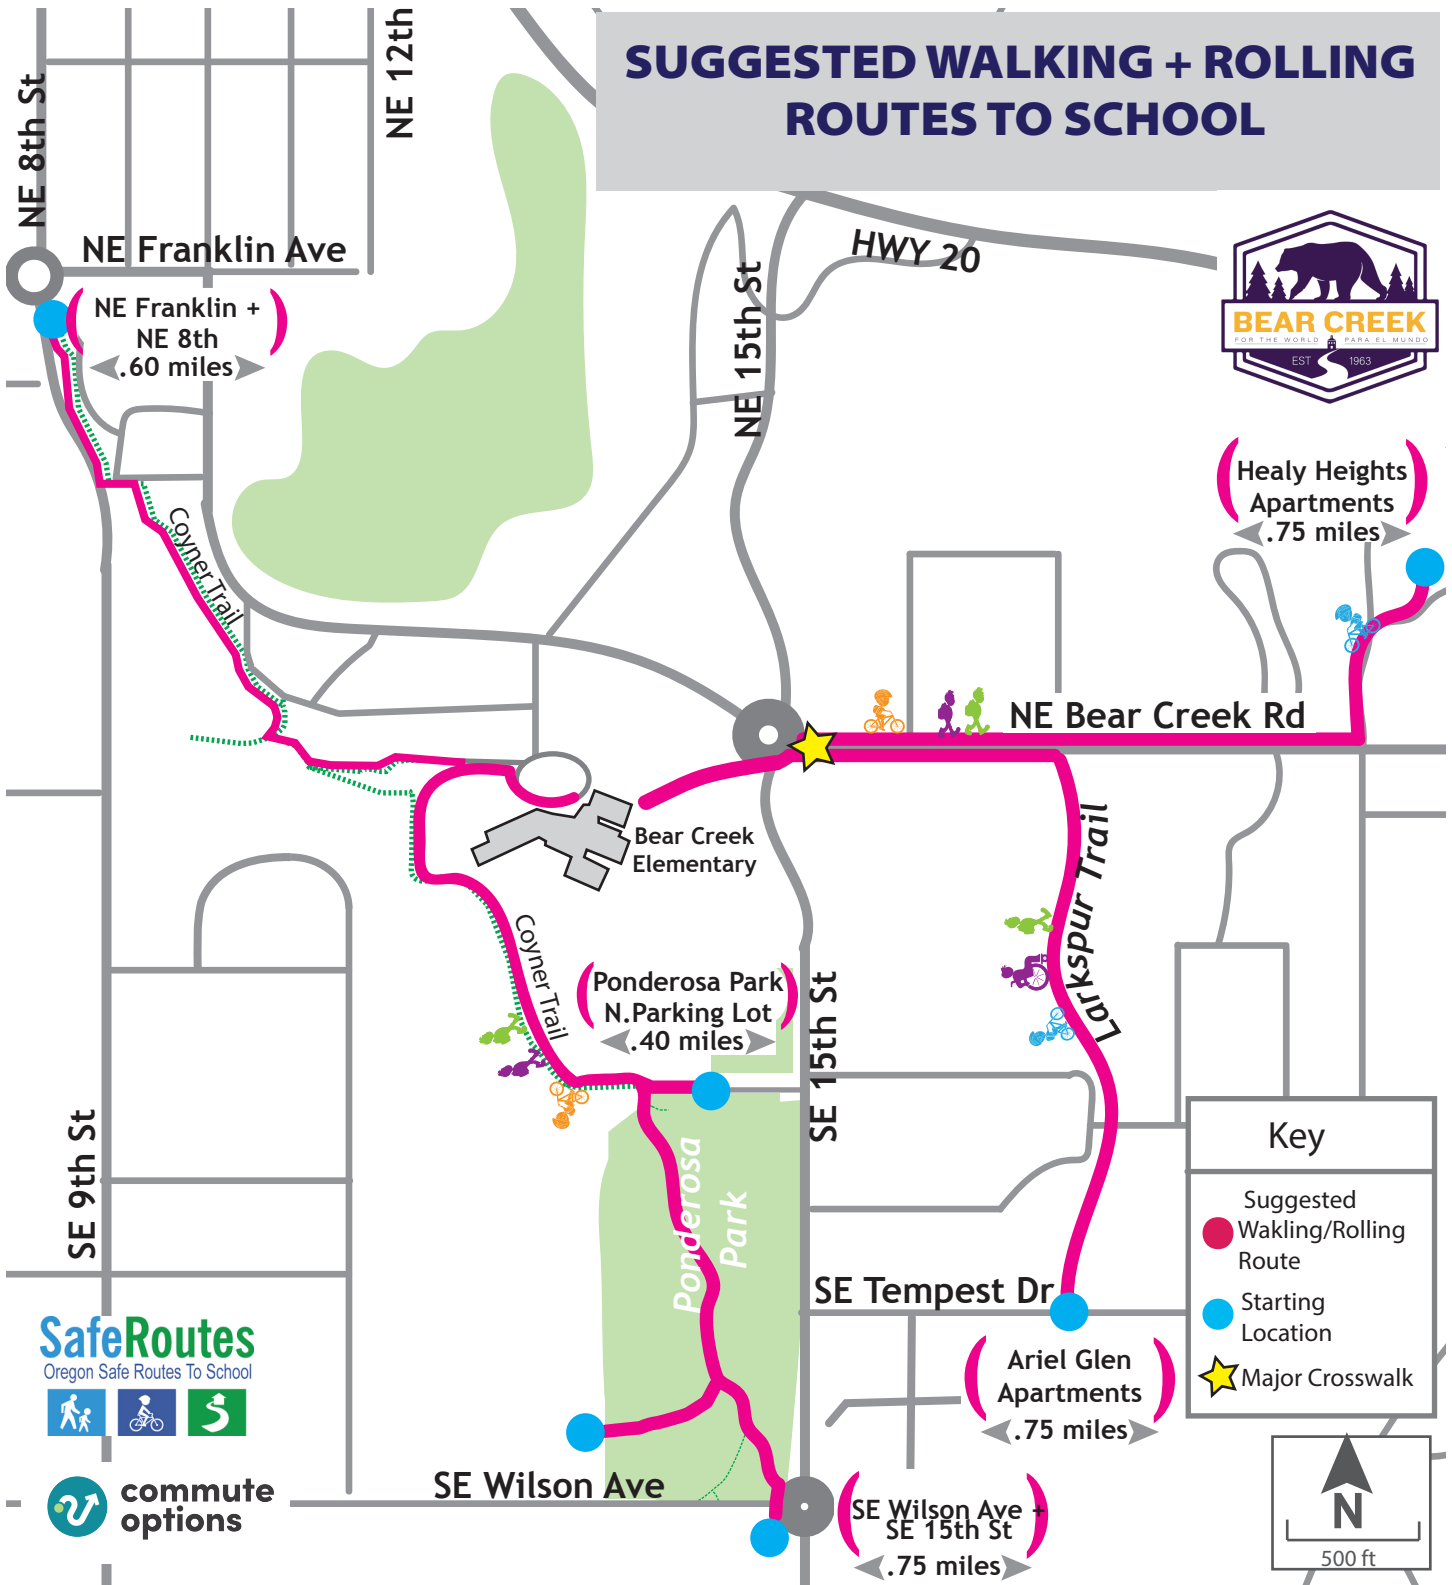 SUGGESTED WALKING + ROLLING
ROUTES TO SCHOOL
NE 8th St
NE 12th
NE Franklin Ave
NE Franklin +
NE 8th
.60 miles
HWY 20
NE 15th St
BEAR CREEK
FOR THE WORLD PARA EL MUNDO
EST 1963
Healy Heights
Apartments
.75 miles
Coyner Trail
NE Bear Creek Rd
Bear Creek
Elementary
Larkspur Trail
Coyner Trail
Ponderosa Park
N.Parking Lot
.40 miles
SE 15th St
SE 9th St
Ponderosa
Park
SE Tempest Dr
Ariel Glen
Apartments
.75 miles
Key
Suggested
Wakling/Rolling
Route
Starting
Location
Major Crosswalk
SafeRoutes
Oregon Safe Routes To School
commute
options
SE Wilson Ave
SE Wilson Ave +
SE 15th St
.75 miles
N
500 ft